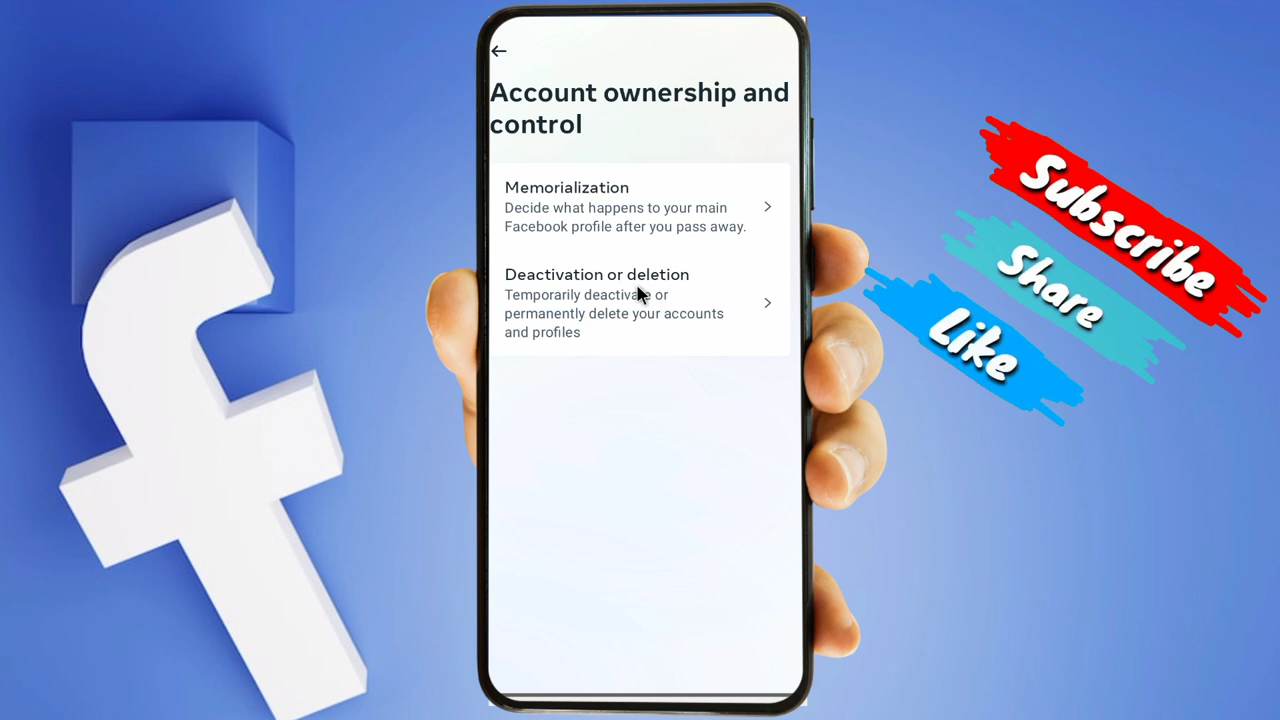 Account ownership and
control
Memorialization
Decide what happens to your main
Facebook profile after you pass away.
Deactivation or deletion
Temporarily deactivate or
permanently delete your accounts
and profiles
Subscribe
Share
Like